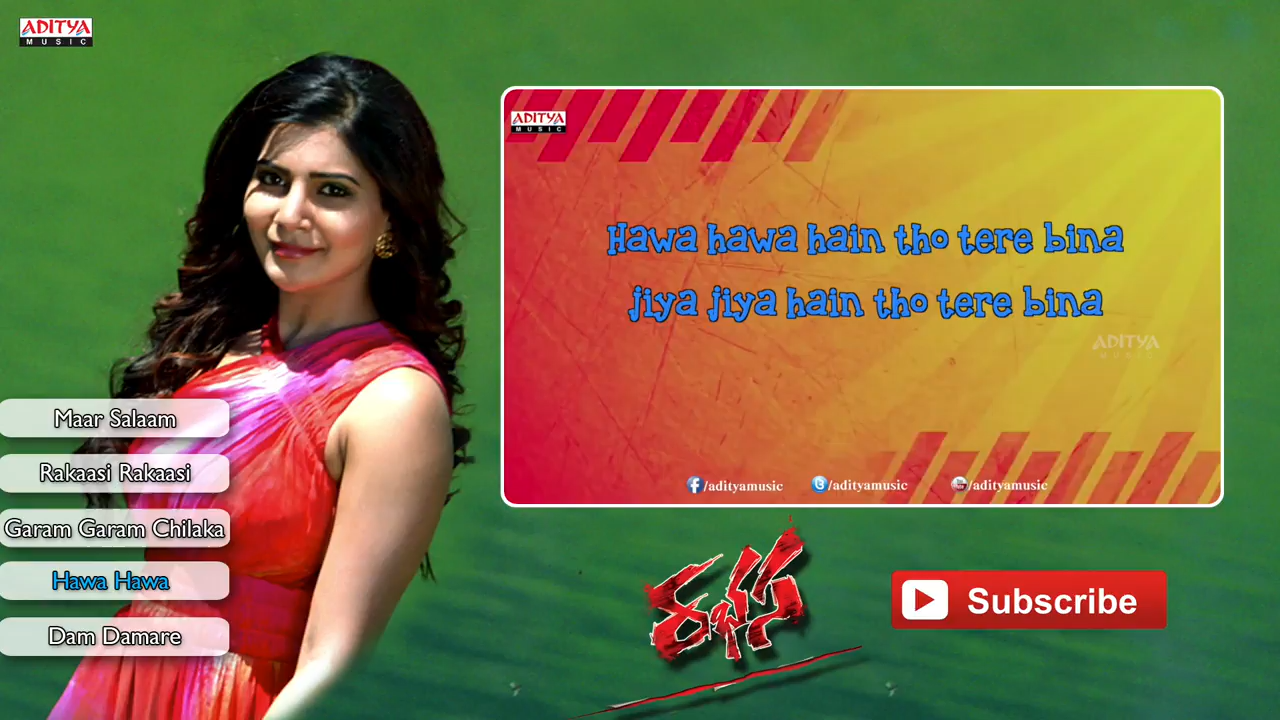 ADITYA
MUSIC
ADITYA
MUSIC
Hawa hawa hain tho tere bina
jiya jiya hain tho tere bina
ADITYA
MUSIC
Maar Salaam
Rakaasi Rakaasi
Garam Garam Chilaka
Hawa Hawa
Dam Damare
/adityamusic
/adityamusic
/adityamusic
రభస
Subscribe